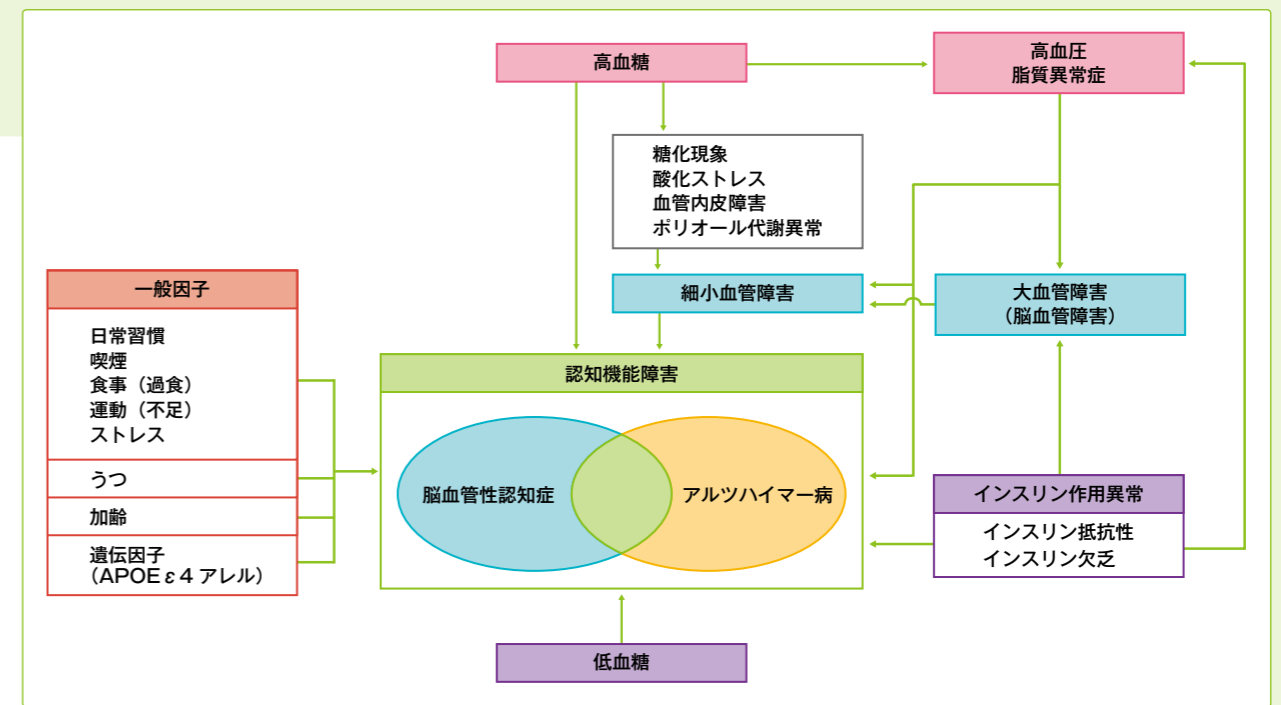 高血糖
高血圧
脂質異常症
糖化現象
酸化ストレス
血管内皮障害
ポリオール代謝異常
一般因子
日常習慣
喫煙
食事（過食）
運動（不足）
ストレス
うつ
加齢
遺伝因子
（APOEε4アレル）
細小血管障害
大血管障害
（脳血管障害）
認知機能障害
脳血管性認知症
アルツハイマー病
インスリン作用異常
インスリン抵抗性
インスリン欠乏
低血糖